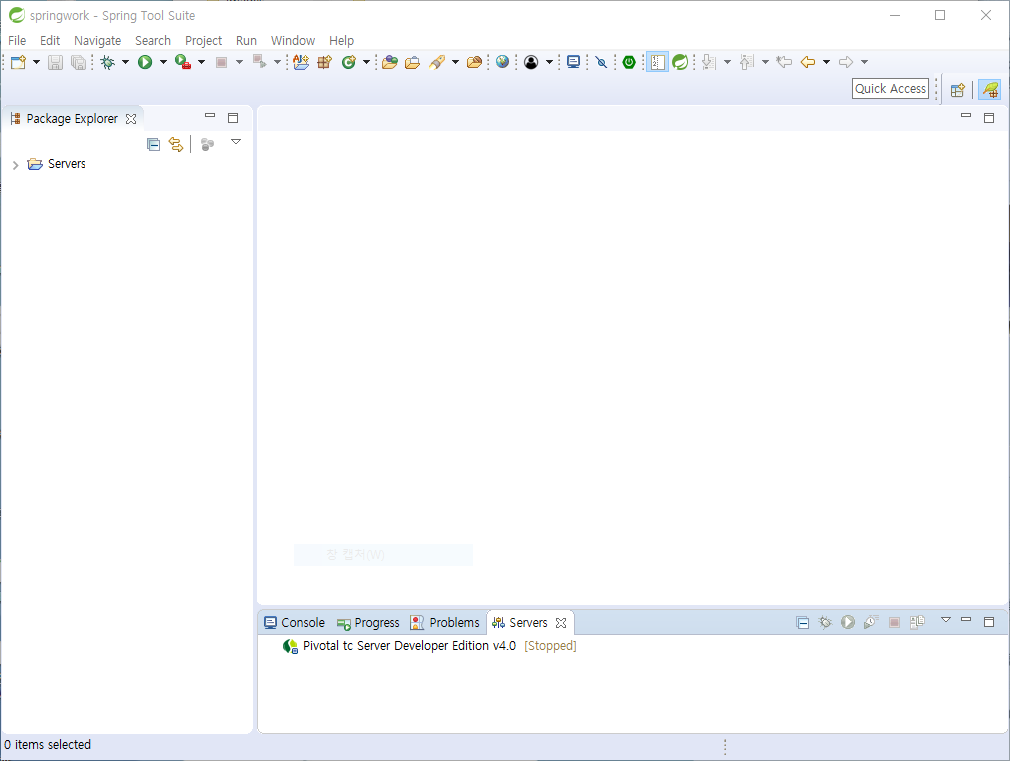 springwork - Spring Tool Suite
File Edit Navigate Search Project Run Window Help
Quick Access
Package Explorer
Servers
창 캡처(W)
Console Progress Problems Servers
Pivotal tc Server Developer Edition v4.0 [Stopped]
0 items selected